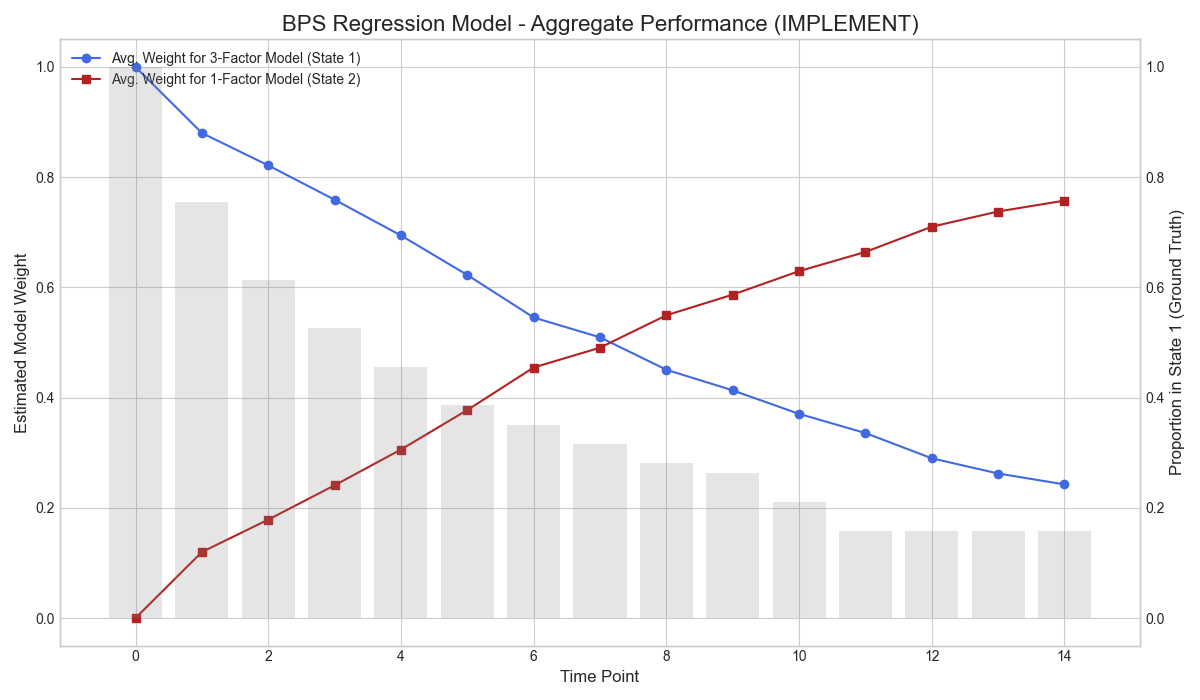 BPS Regression Model - Aggregate Performance (IMPLEMENT)
Avg. Weight for 3-Factor Model (State 1)
Avg. Weight for 1-Factor Model (State 2)
Estimated Model Weight
1.0
0.8
0.6
0.4
0.2
0.0
1.0
0.8
0.6
0.4
0.2
0.0
Proportion in State 1 (Ground Truth)
0 2 4 6 8 10 12 14
Time Point